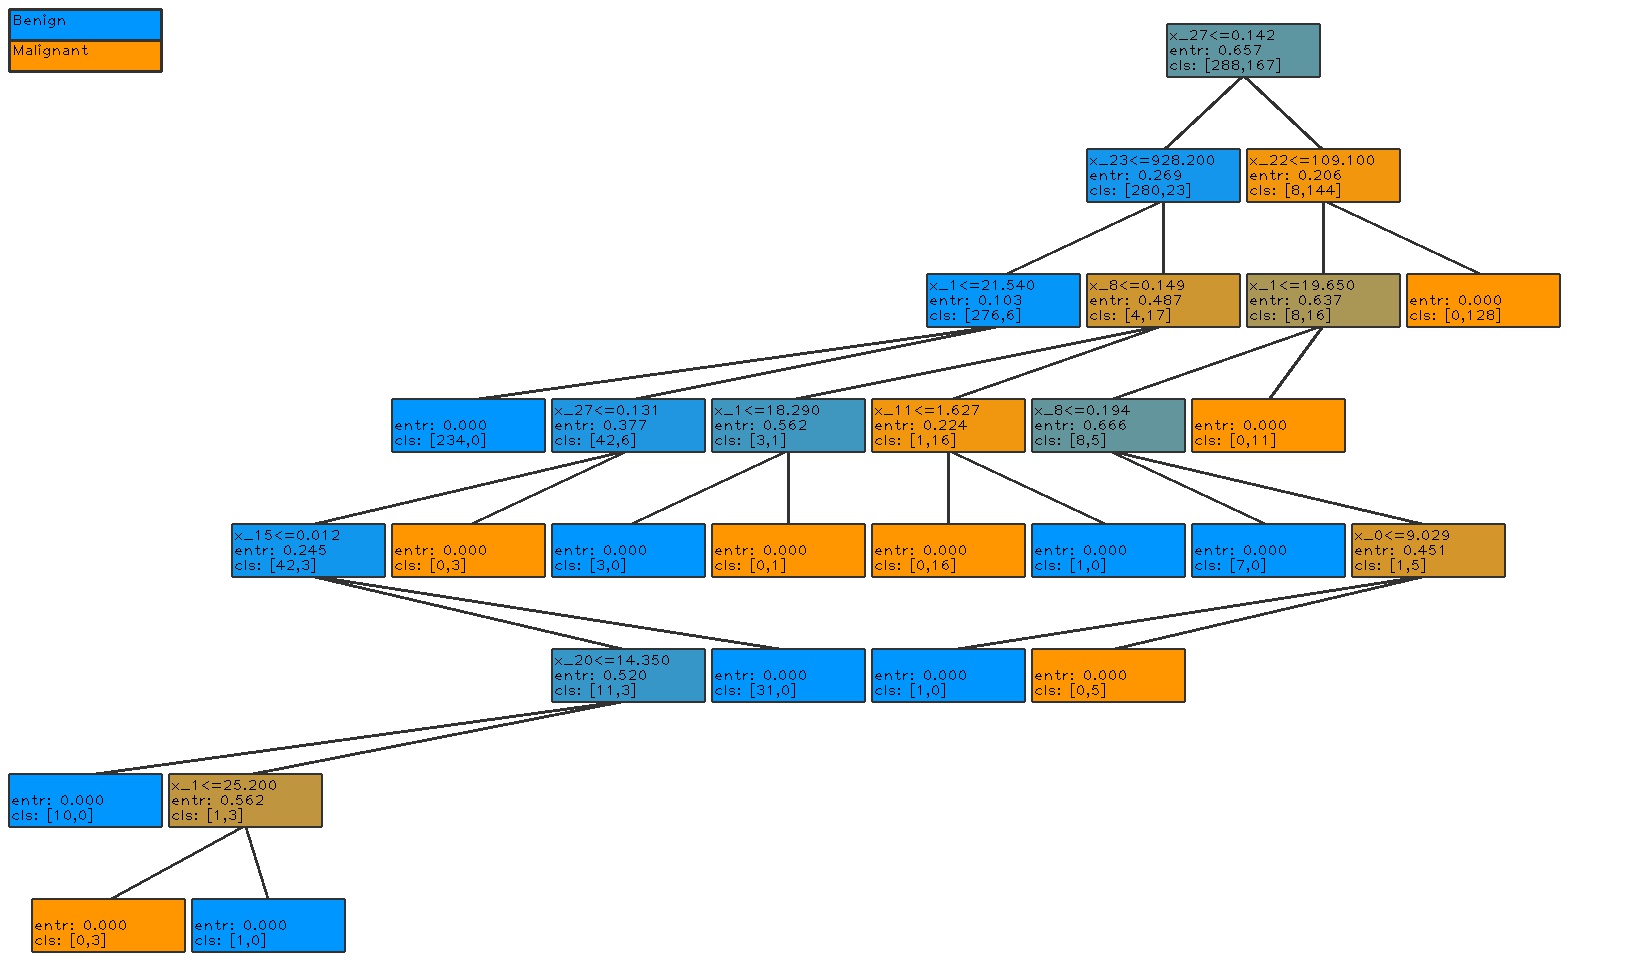 Benign
Malignant
x_27<=0.142
entr: 0.657
cls: [288,167]
x_23<=928.200
entr: 0.269
cls: [280,23]
x_22<=109.100
entr: 0.206
cls: [8,144]
x_1<=21.540
entr: 0.103
cls: [276,6]
x_8<=0.149
entr: 0.487
cls: [4,17]
x_1<=19.650
entr: 0.637
cls: [8,16]
entr: 0.000
cls: [0,128]
entr: 0.000
cls: [234,0]
x_27<=0.131
entr: 0.377
cls: [42,6]
x_1<=18.290
entr: 0.562
cls: [3,1]
x_11<=1.627
entr: 0.224
cls: [1,16]
x_8<=0.194
entr: 0.666
cls: [8,5]
entr: 0.000
cls: [0,11]
x_15<=0.012
entr: 0.245
cls: [42,3]
entr: 0.000
cls: [0,3]
entr: 0.000
cls: [3,0]
entr: 0.000
cls: [0,1]
entr: 0.000
cls: [0,16]
entr: 0.000
cls: [1,0]
entr: 0.000
cls: [7,0]
x_0<=9.029
entr: 0.451
cls: [1,5]
x_20<=14.350
entr: 0.520
cls: [11,3]
entr: 0.000
cls: [31,0]
entr: 0.000
cls: [1,0]
entr: 0.000
cls: [0,5]
entr: 0.000
cls: [10,0]
x_1<=25.200
entr: 0.562
cls: [1,3]
entr: 0.000
cls: [0,3]
entr: 0.000
cls: [1,0]